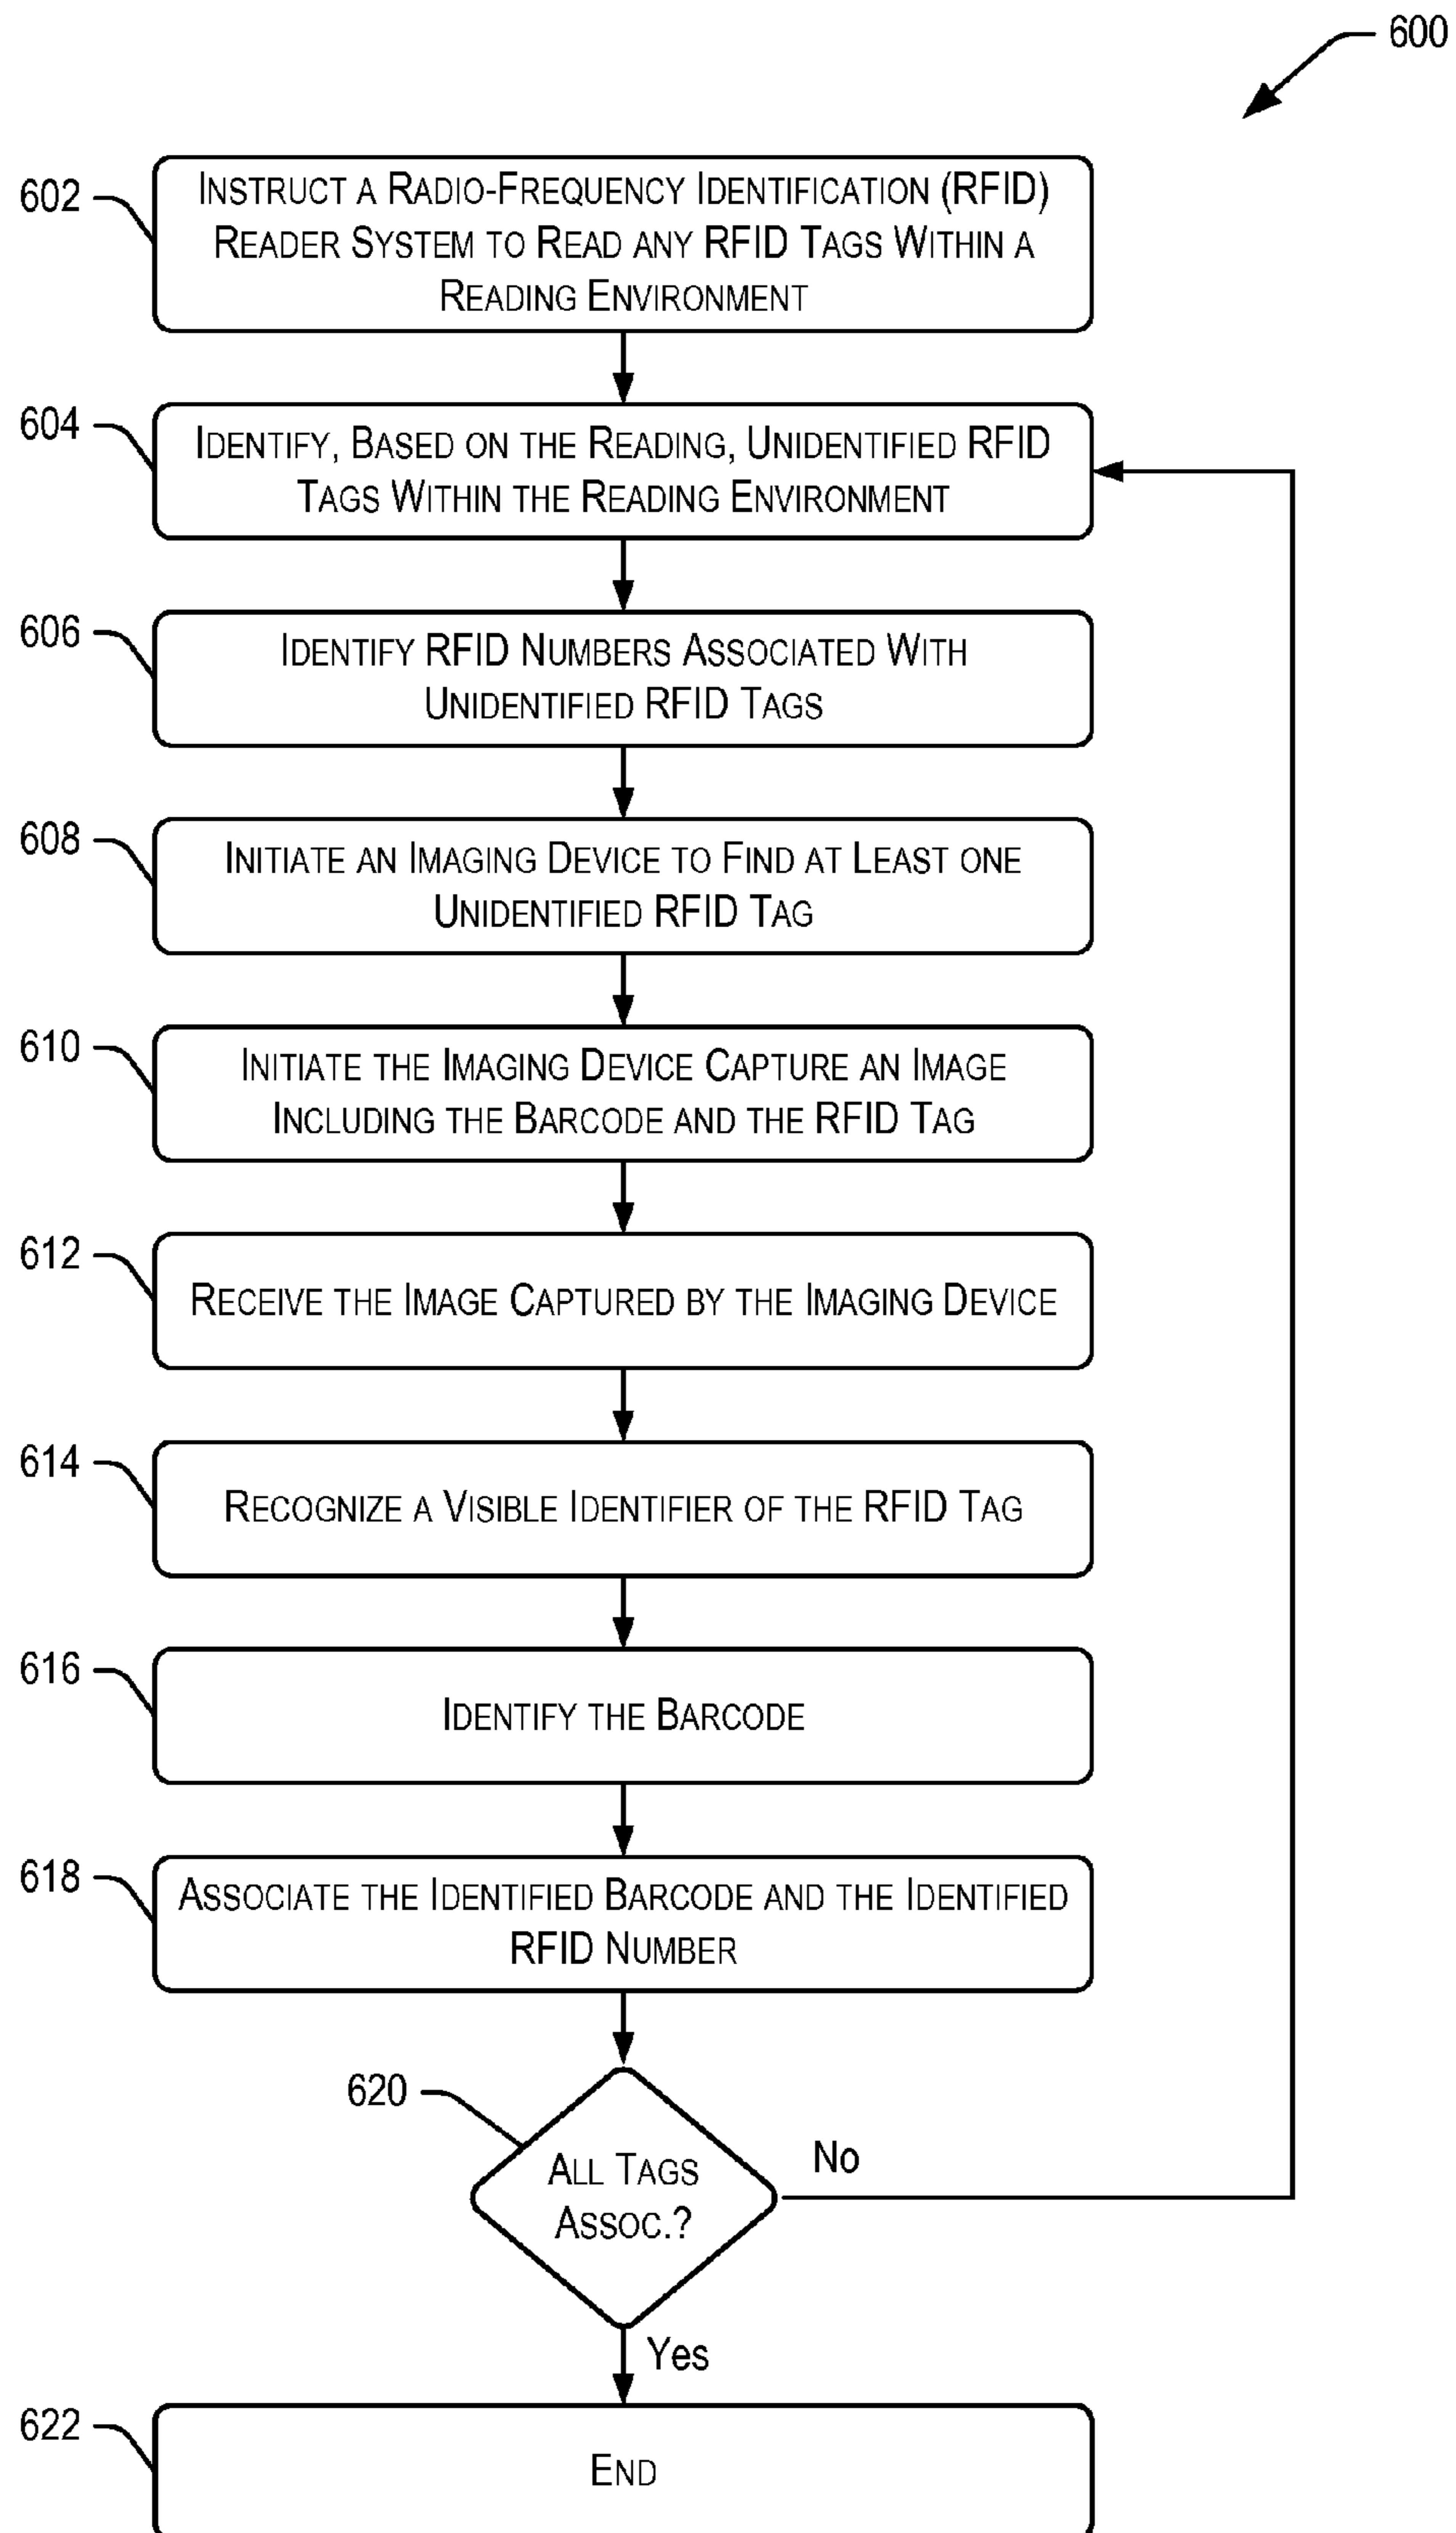 600
602
INSTRUCT A RADIO-FREQUENCY IDENTIFICATION (RFID)
READER SYSTEM TO READ ANY RFID TAGS WITHIN A
READING ENVIRONMENT
604
IDENTIFY, BASED ON THE READING, UNIDENTIFIED RFID
TAGS WITHIN THE READING ENVIRONMENT
606
IDENTIFY RFID NUMBERS ASSOCIATED WITH
UNIDENTIFIED RFID TAGS
608
INITIATE AN IMAGING DEVICE TO FIND AT LEAST ONE
UNIDENTIFIED RFID TAG
610
INITIATE THE IMAGING DEVICE CAPTURE AN IMAGE
INCLUDING THE BARCODE AND THE RFID TAG
612
RECEIVE THE IMAGE CAPTURED BY THE IMAGING DEVICE
614
RECOGNIZE A VISIBLE IDENTIFIER OF THE RFID TAG
616
IDENTIFY THE BARCODE
618
ASSOCIATE THE IDENTIFIED BARCODE AND THE IDENTIFIED
RFID NUMBER
620
ALL TAGS
ASSOC.?
No
Yes
622
END